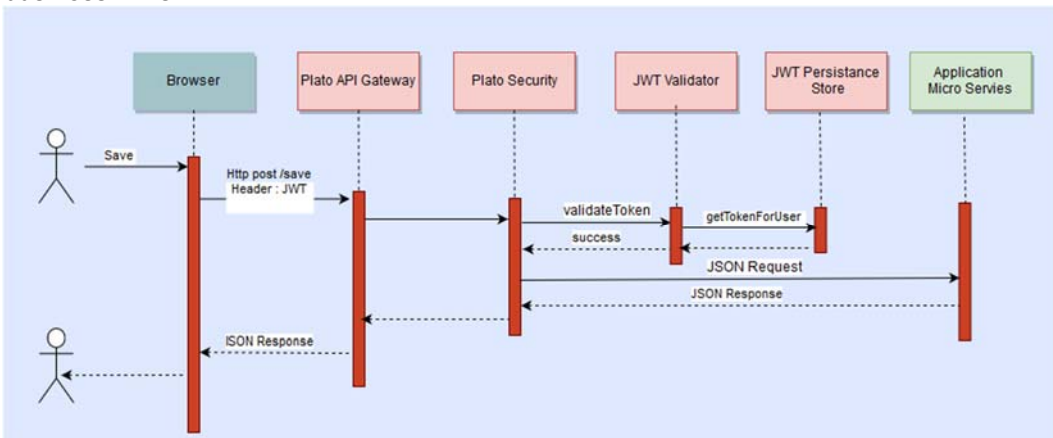 Browser
Plato API Gateway
Plato Security
JWT Validator
JWT Persistance
Store
Application
Micro Servies
Save
Http post /save
Header : JWT
validateToken
getTokenForUser
success
JSON Request
JSON Response
ISON Response